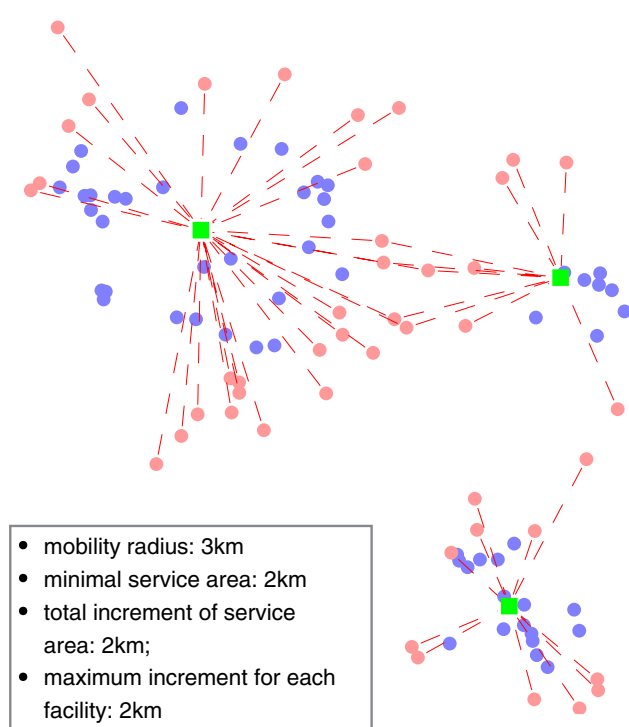 • mobility radius: 3km
• minimal service area: 2km
• total increment of service
area: 2km;
• maximum increment for each
facility: 2km